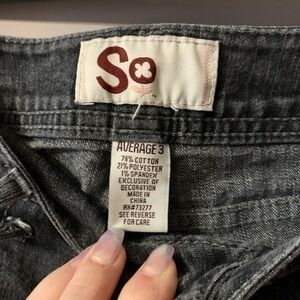 So
AVERAGE 3
78% COTTON
21% POLYESTER
1% SPANDEX
EXCLUSIVE OF
DECORATION
MADE IN
CHINA
RN#73277
SEE REVERSE
FOR CARE